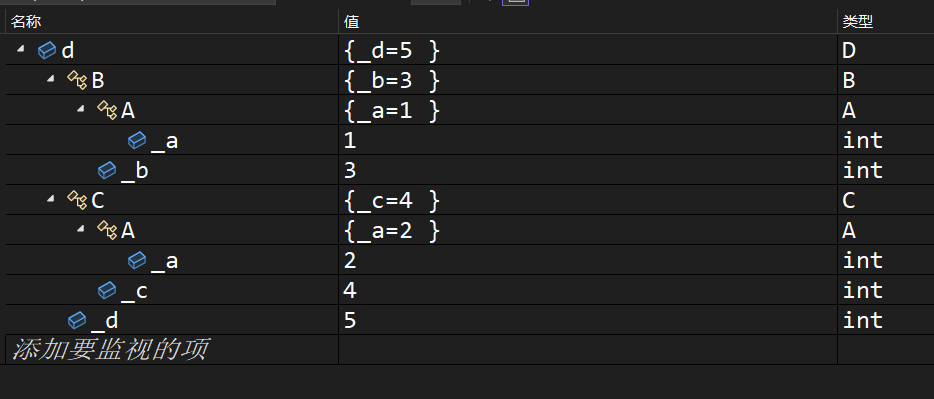 名称 值 类型
d {_d=5 } D
B {_b=3 } B
A {_a=1 } A
_a 1 int
_b 3 int
C {_c=4 } C
A {_a=2 } A
_a 2 int
_c 4 int
_d 5 int
添加要监视的项